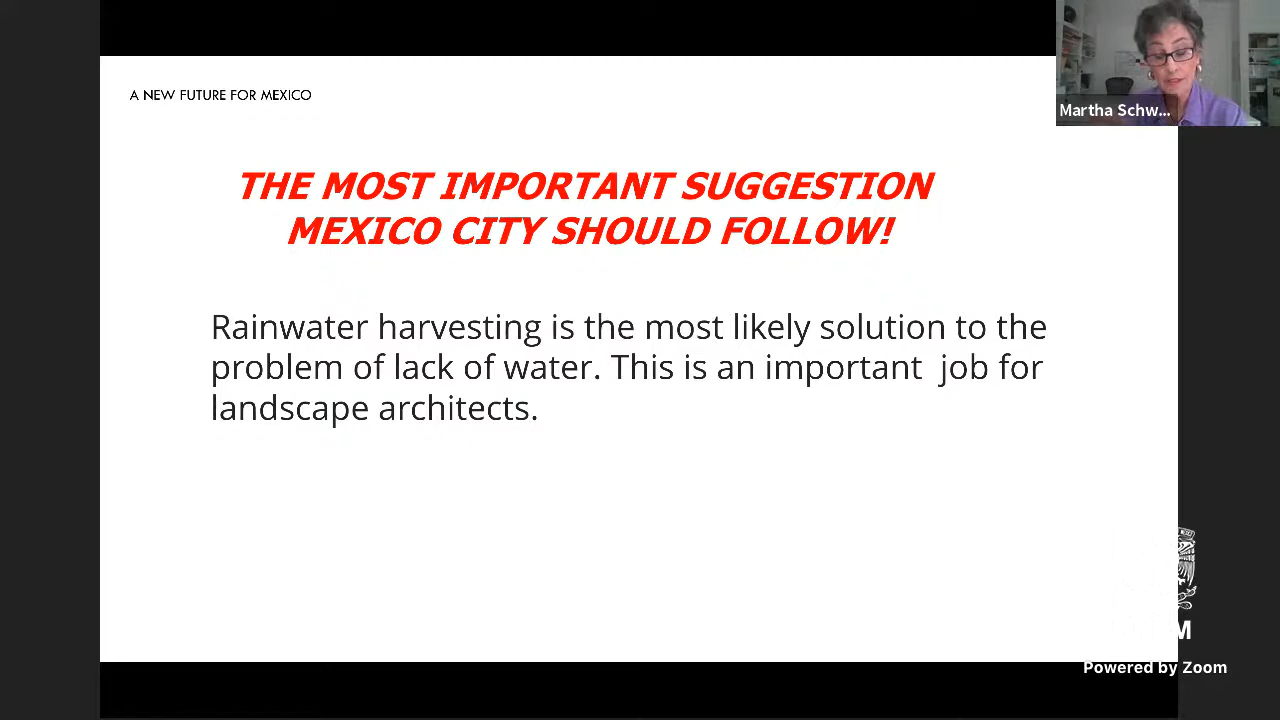 A NEW FUTURE FOR MEXICO
Martha Schw...
THE MOST IMPORTANT SUGGESTION
MEXICO CITY SHOULD FOLLOW!
Rainwater harvesting is the most likely solution to the
problem of lack of water. This is an important  job for
landscape architects.
M
Powered by Zoom